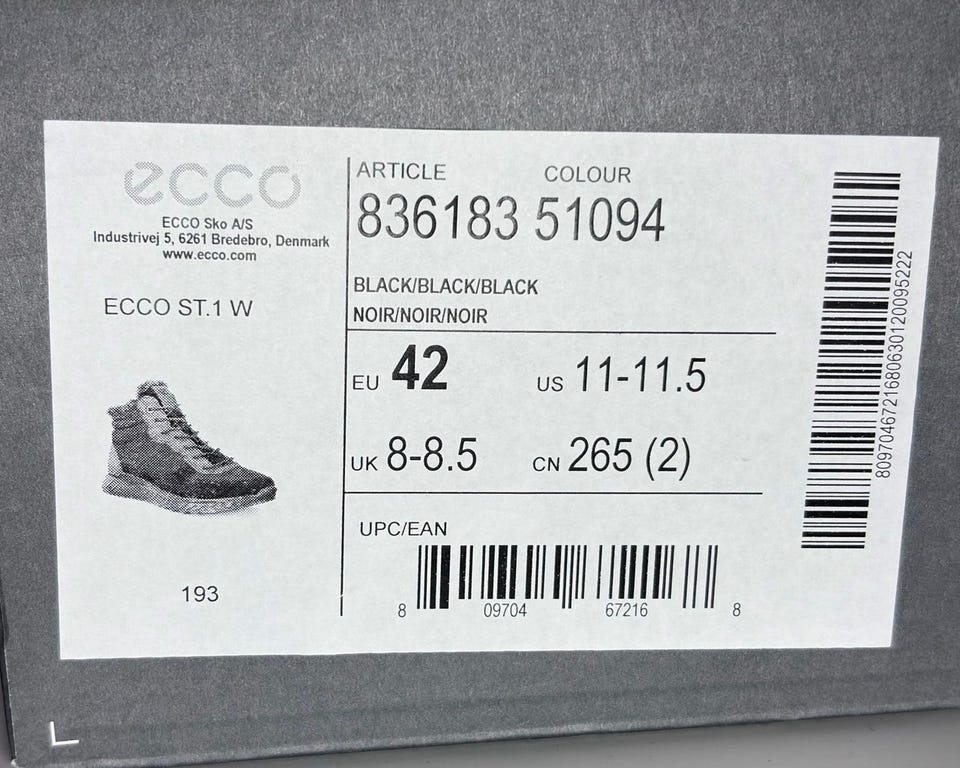 ecco
ECCO Sko A/S
Industrivej 5, 6261 Bredebro, Denmark
www.ecco.com
ECCO ST.1 W
193
ARTICLE COLOUR
836183 51094
BLACK/BLACK/BLACK
NOIR/NOIR/NOIR
EU 42 US 11-11.5
UK 8-8.5 CN 265 (2)
UPC/EAN
8 09704 67216 8
8097046721680630120095222